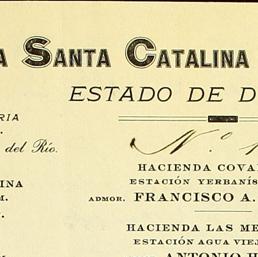 A SANTA CATALINA
ESTADO DE D
RIA
del Río.
N.º 1
HACIENDA COVA
ESTACIÓN YERBANÍS
INA
M.
ADMOR. FRANCISCO A.
HACIENDA LAS ME
ESTACIÓN AGUA VIEJ
ANTONIO H